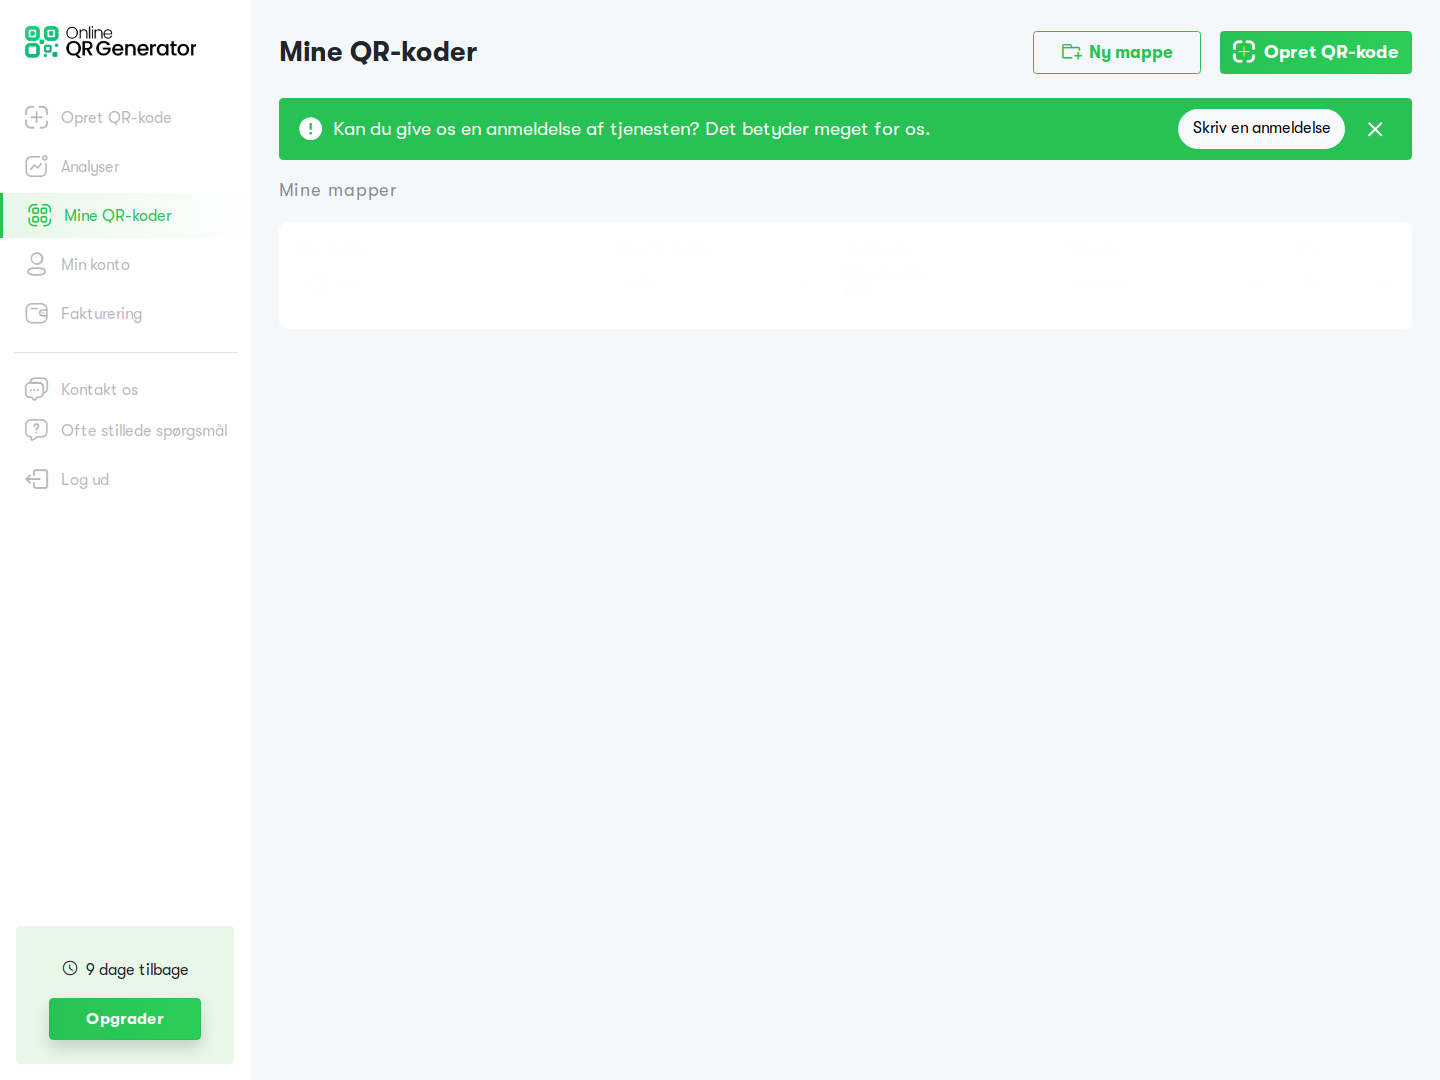 Online
QR Generator
Opret QR-kode
Analyser
Mine QR-koder
Min konto
Fakturering
Kontakt os
Ofte stillede spørgsmål
Log ud
9 dage tilbage
Opgrader
Mine QR-koder
Ny mappe
Opret QR-kode
Kan du give os en anmeldelse af tjenesten? Det betyder meget for os.
Skriv en anmeldelse
Mine mapper